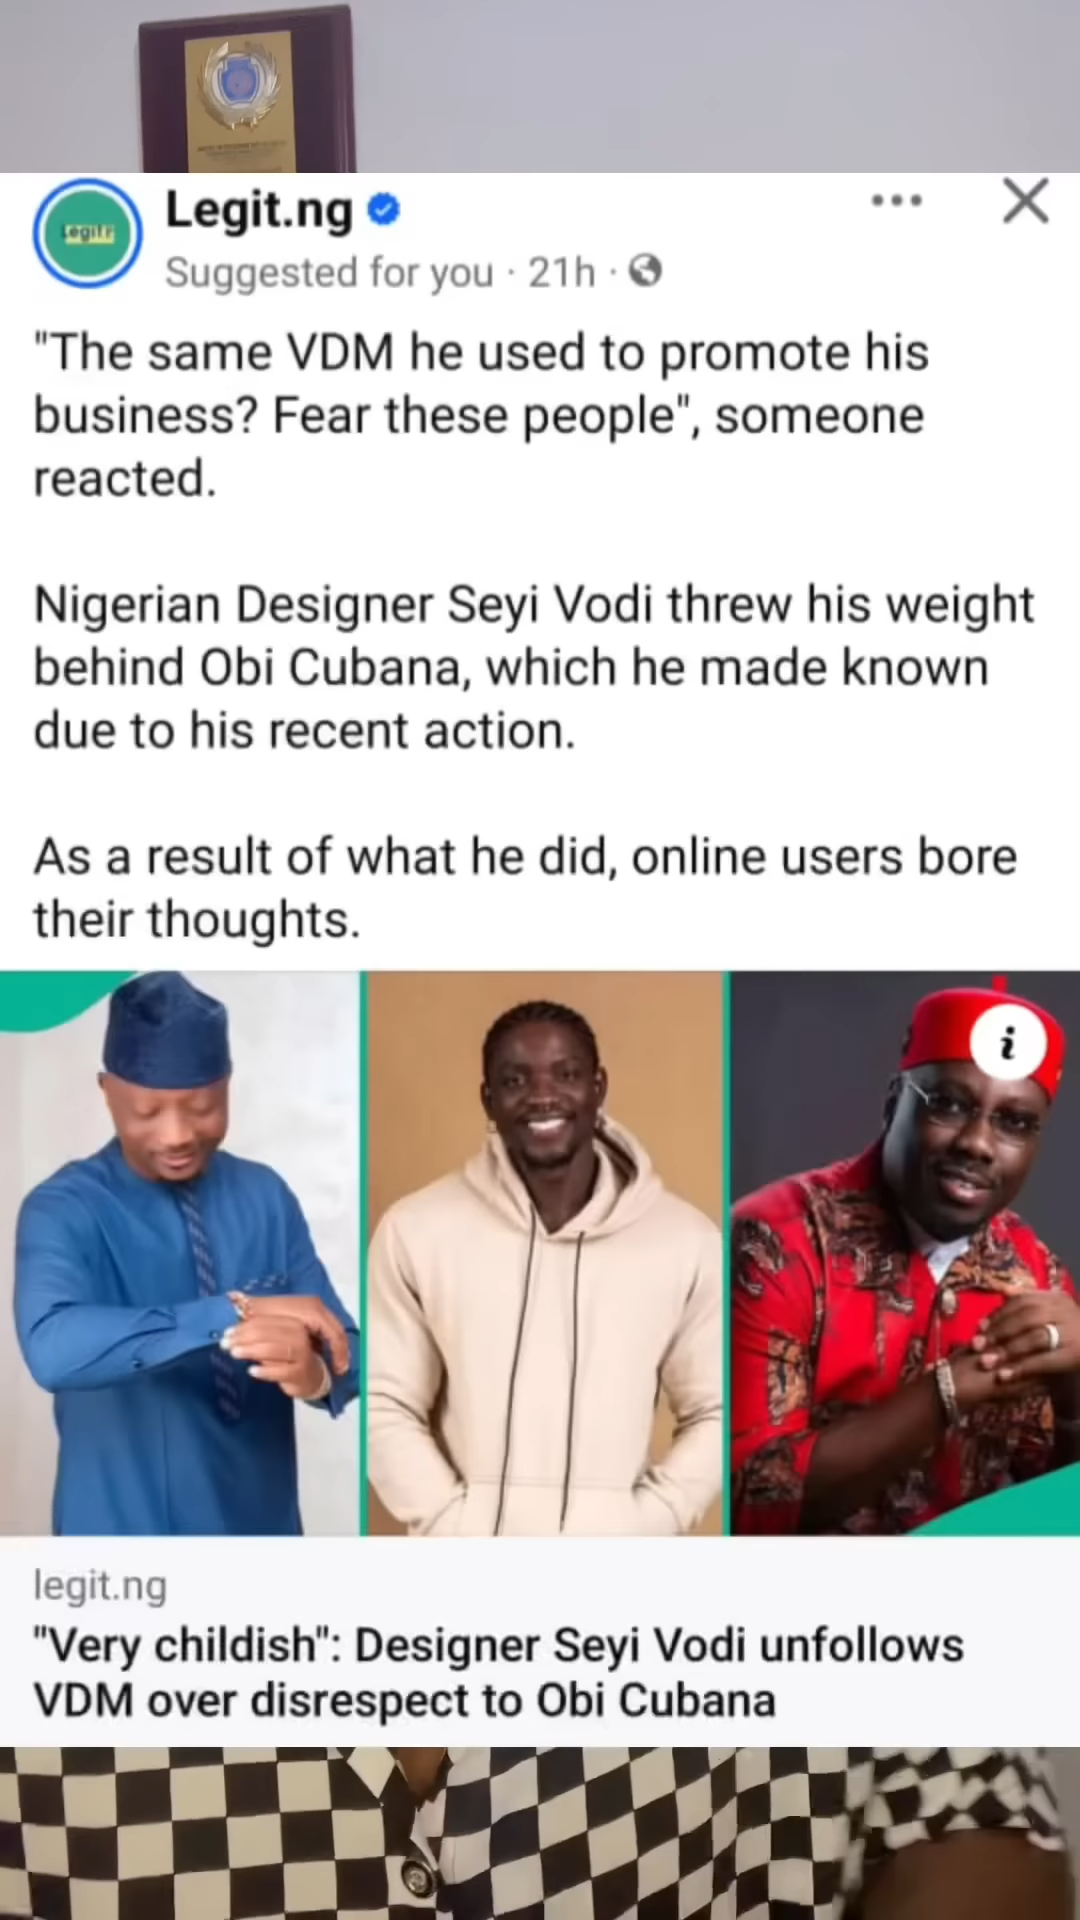 Legit.ng
Legit.ng
Suggested for you · 21h ·
"The same VDM he used to promote his
business? Fear these people", someone
reacted.
Nigerian Designer Seyi Vodi threw his weight
behind Obi Cubana, which he made known
due to his recent action.
As a result of what he did, online users bore
their thoughts.
i
legit.ng
"Very childish": Designer Seyi Vodi unfollows
VDM over disrespect to Obi Cubana